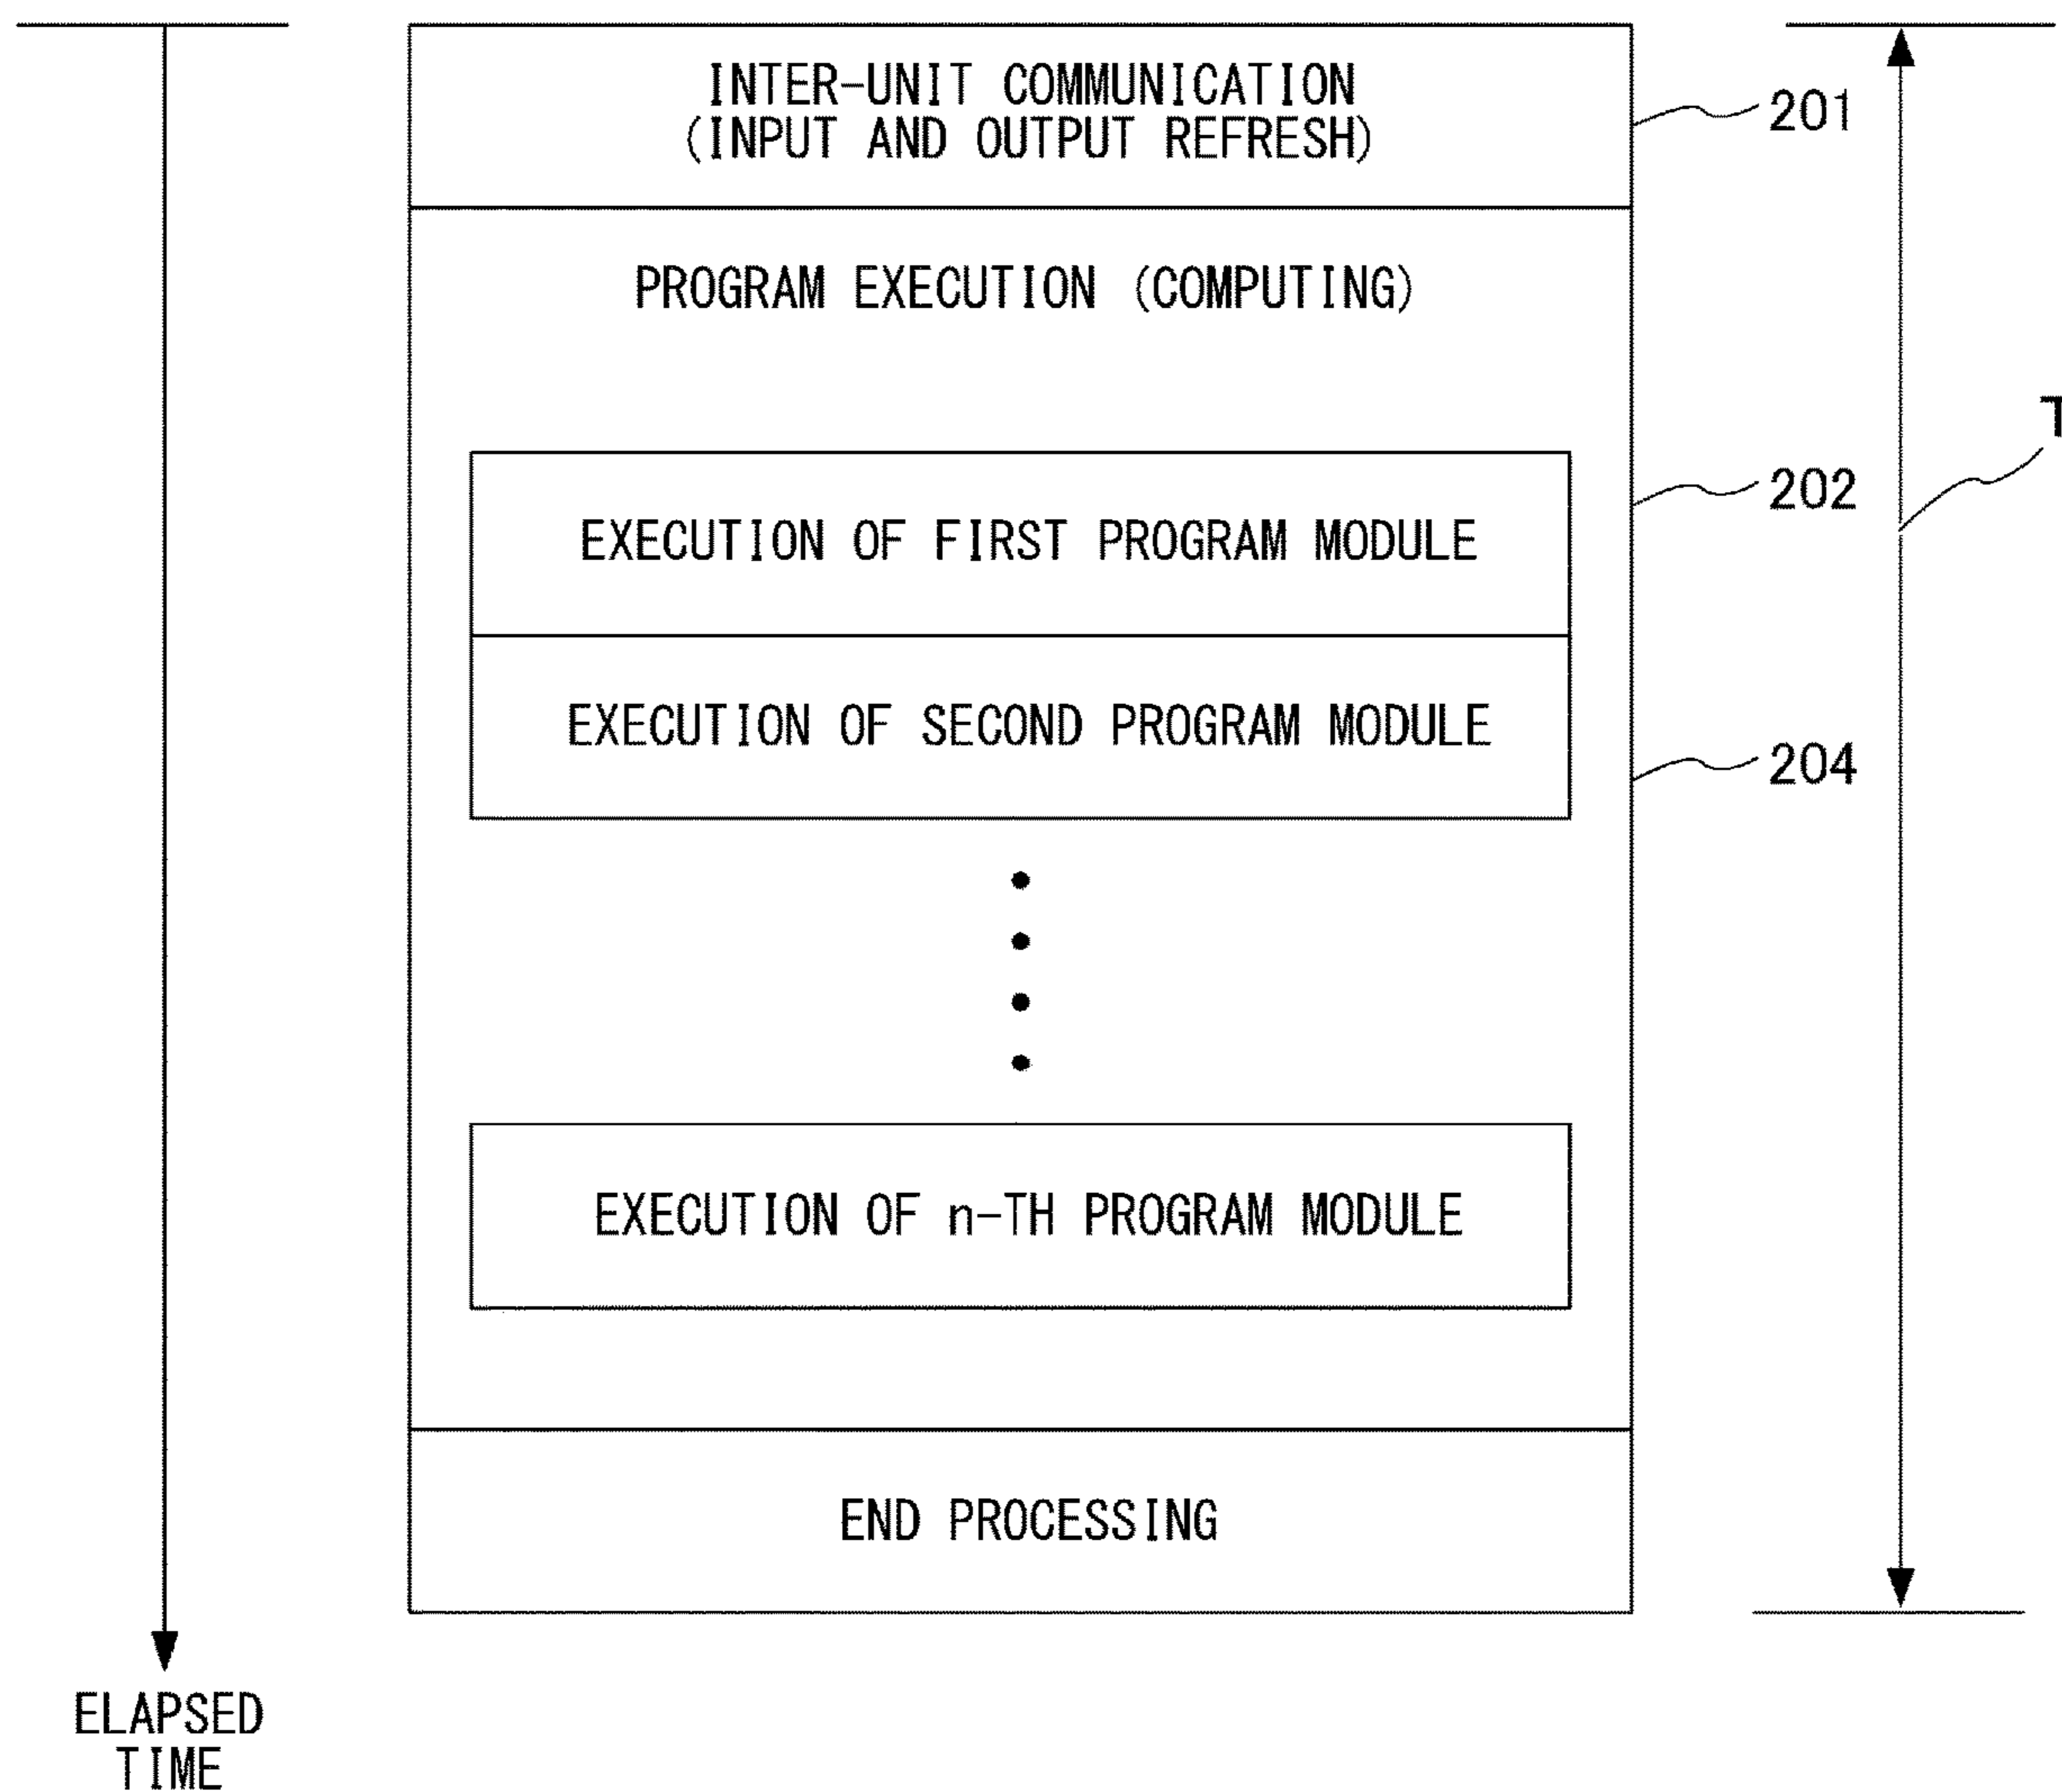 INTER-UNIT COMMUNICATION
(INPUT AND OUTPUT REFRESH)
201
PROGRAM EXECUTION (COMPUTING)
202
EXECUTION OF FIRST PROGRAM MODULE
EXECUTION OF SECOND PROGRAM MODULE
204
EXECUTION OF n-TH PROGRAM MODULE
END PROCESSING
ELAPSED
TIME